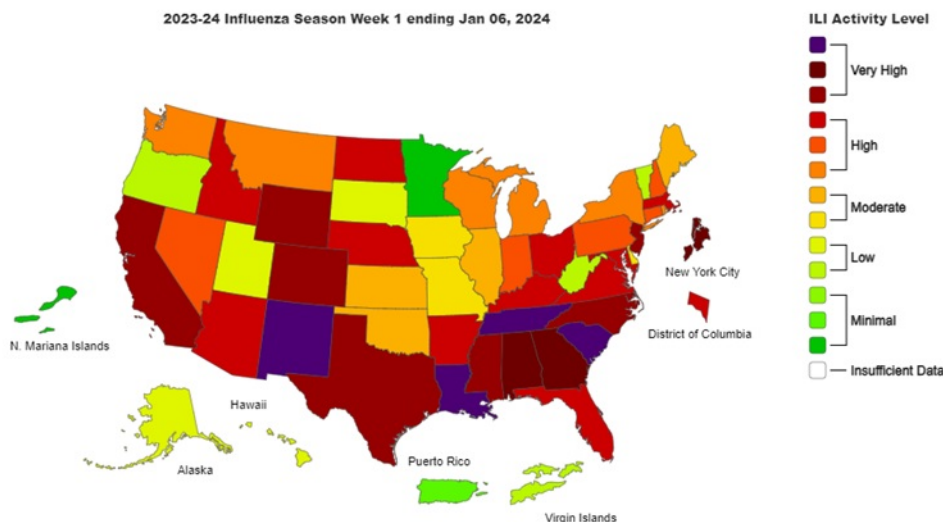 2023-24 Influenza Season Week 1 ending Jan 06, 2024
ILI Activity Level
Very High
High
Moderate
Low
Minimal
Insufficient Data
New York City
District of Columbia
N. Mariana Islands
Hawaii
Alaska
Puerto Rico
Virgin Islands